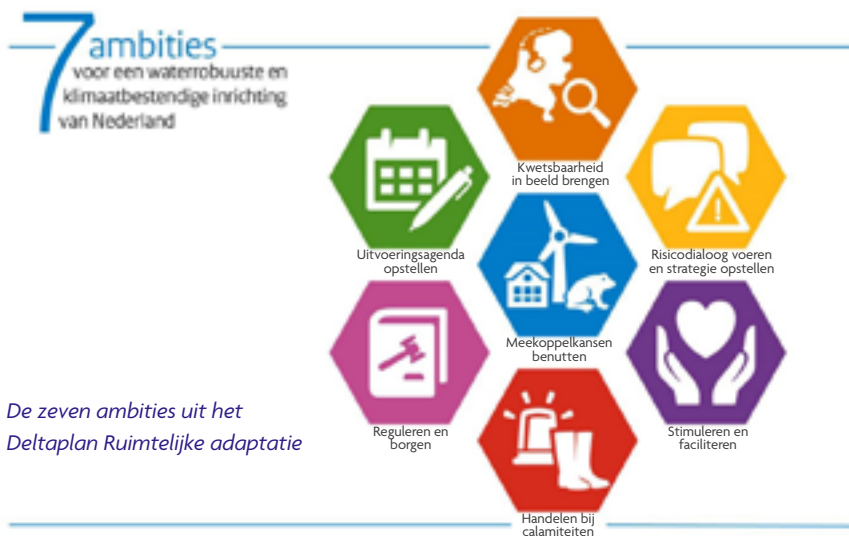 7 ambities
voor een waterrobuuste en
klimaatbestendige inrichting
van Nederland
Kwetsbaarheid
in beeld brengen
Uitvoeringsagenda
opstellen
Risicodialoog voeren
en strategie opstellen
Meekoppelkansen
benutten
Reguleren en
borgen
Stimuleren en
faciliteren
Handelen bij
calamiteiten
De zeven ambities uit het
Deltaplan Ruimtelijke adaptatie